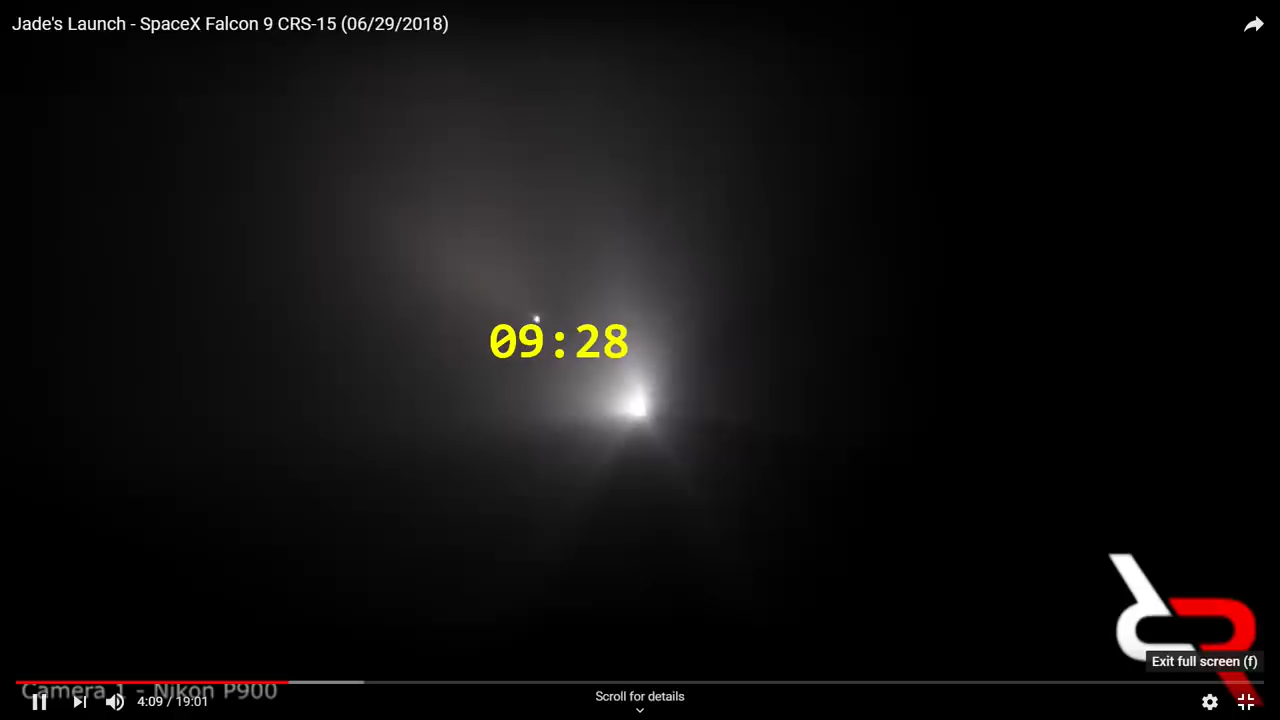 Jade's Launch - SpaceX Falcon 9 CRS-15 (06/29/2018)
09:28
Exit full screen (f)
Camera 1 - Nikon P900
4:09 / 19:01
Scroll for details